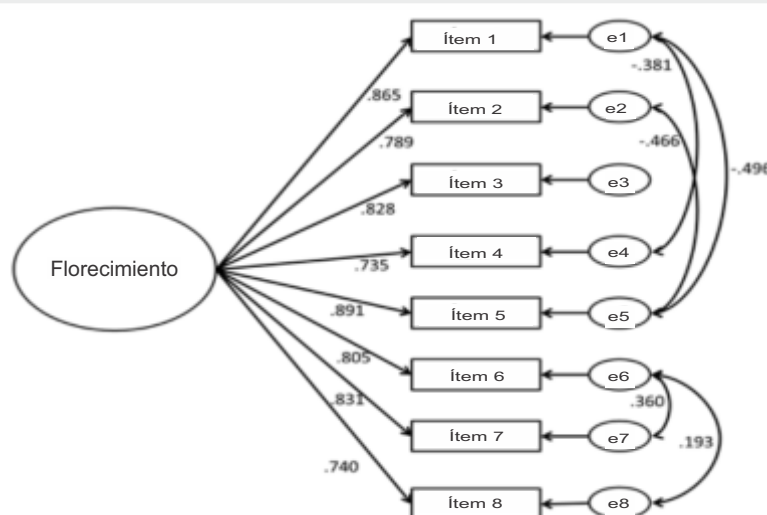 Ítem 1
e1
-.381
.865
Ítem 2
e2
.789
-.466
-.496
Ítem 3
e3
.828
Florecimiento
Ítem 4
e4
.735
Ítem 5
e5
.891
.805
Ítem 6
e6
.831
.360
Ítem 7
e7
.193
.740
Ítem 8
e8